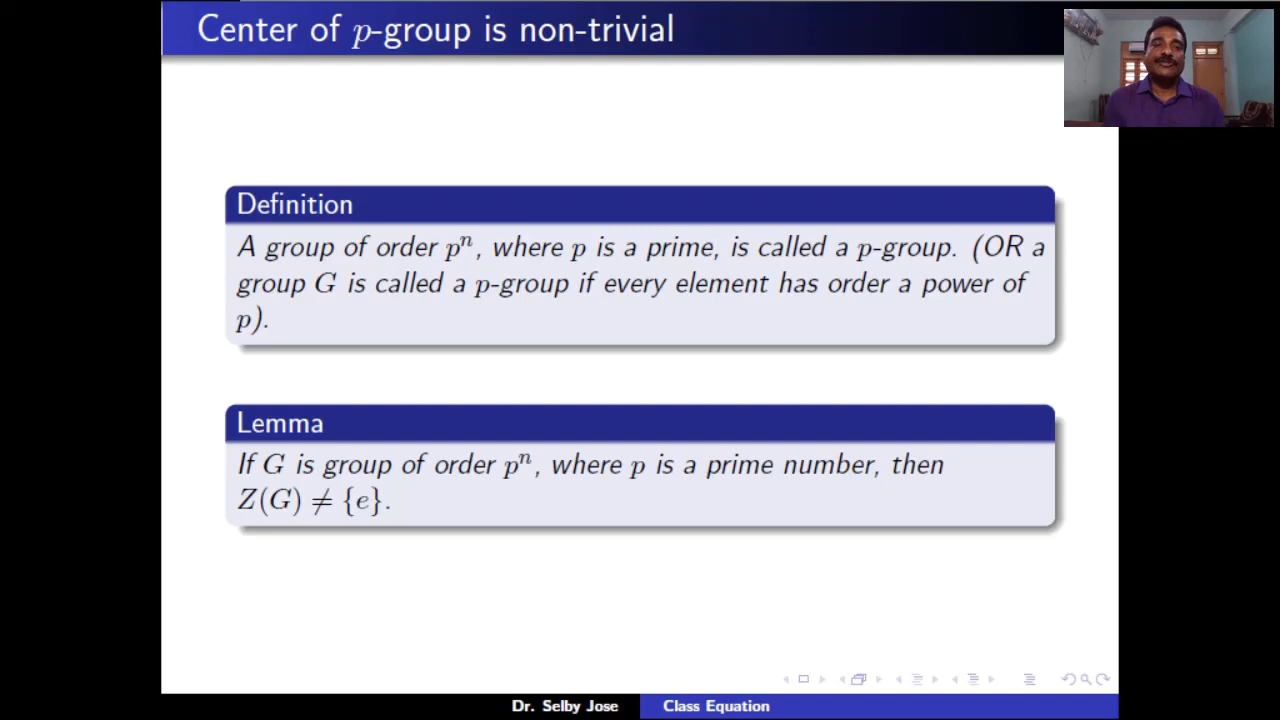 Center of p-group is non-trivial
Definition
A group of order pⁿ, where p is a prime, is called a p-group. (OR a
group G is called a p-group if every element has order a power of
p).
Lemma
If G is group of order pⁿ, where p is a prime number, then
Z(G) ≠ {e}.
Dr. Selby Jose
Class Equation